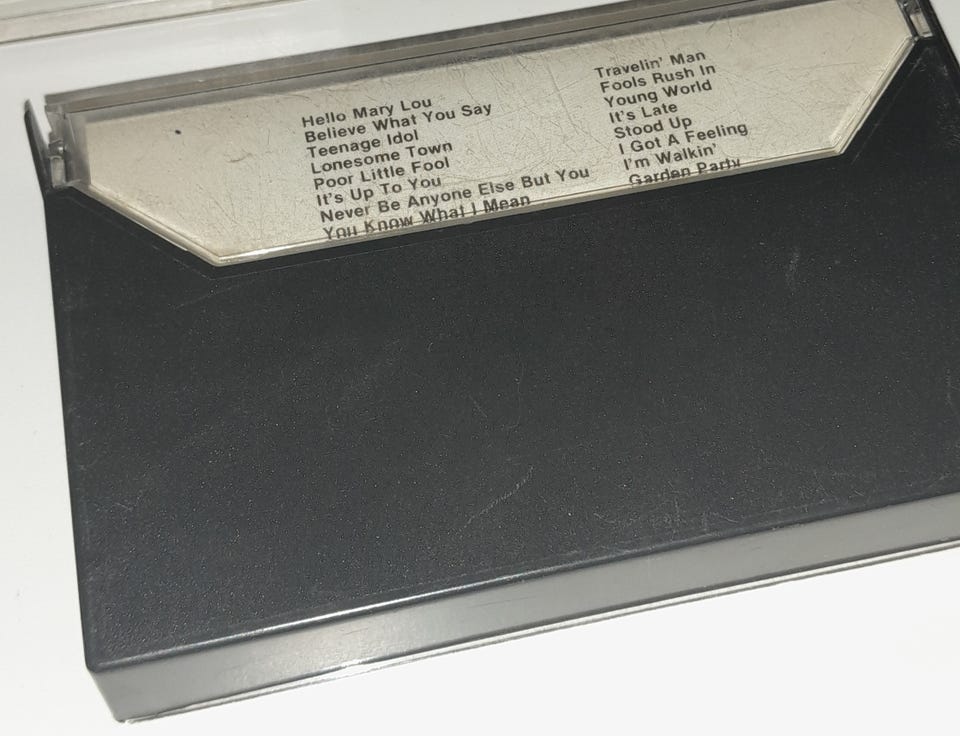 Hello Mary Lou
Believe What You Say
Teenage Idol
Lonesome Town
Poor Little Fool
It's Up To You
Never Be Anyone Else But You
You Know What I Mean
Travelin' Man
Fools Rush In
Young World
It's Late
Stood Up
I Got A Feeling
I'm Walkin'
Garden Party